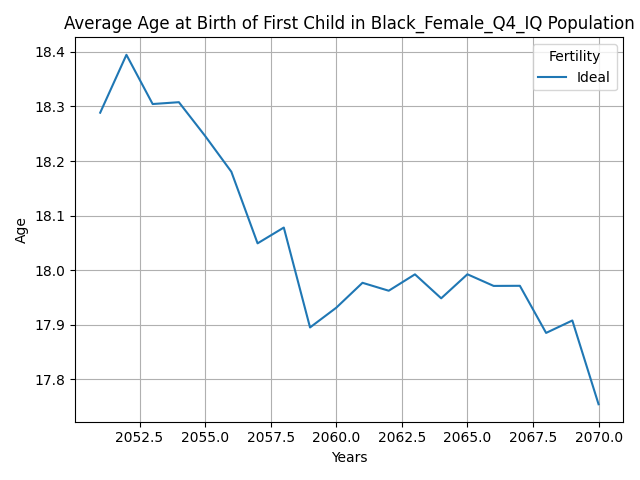 Average Age at Birth of First Child in Black_Female_Q4_IQ Population
Fertility
Ideal
Age
18.4
18.3
18.2
18.1
18.0
17.9
17.8
2052.5 2055.0 2057.5 2060.0 2062.5 2065.0 2067.5 2070.0
Years